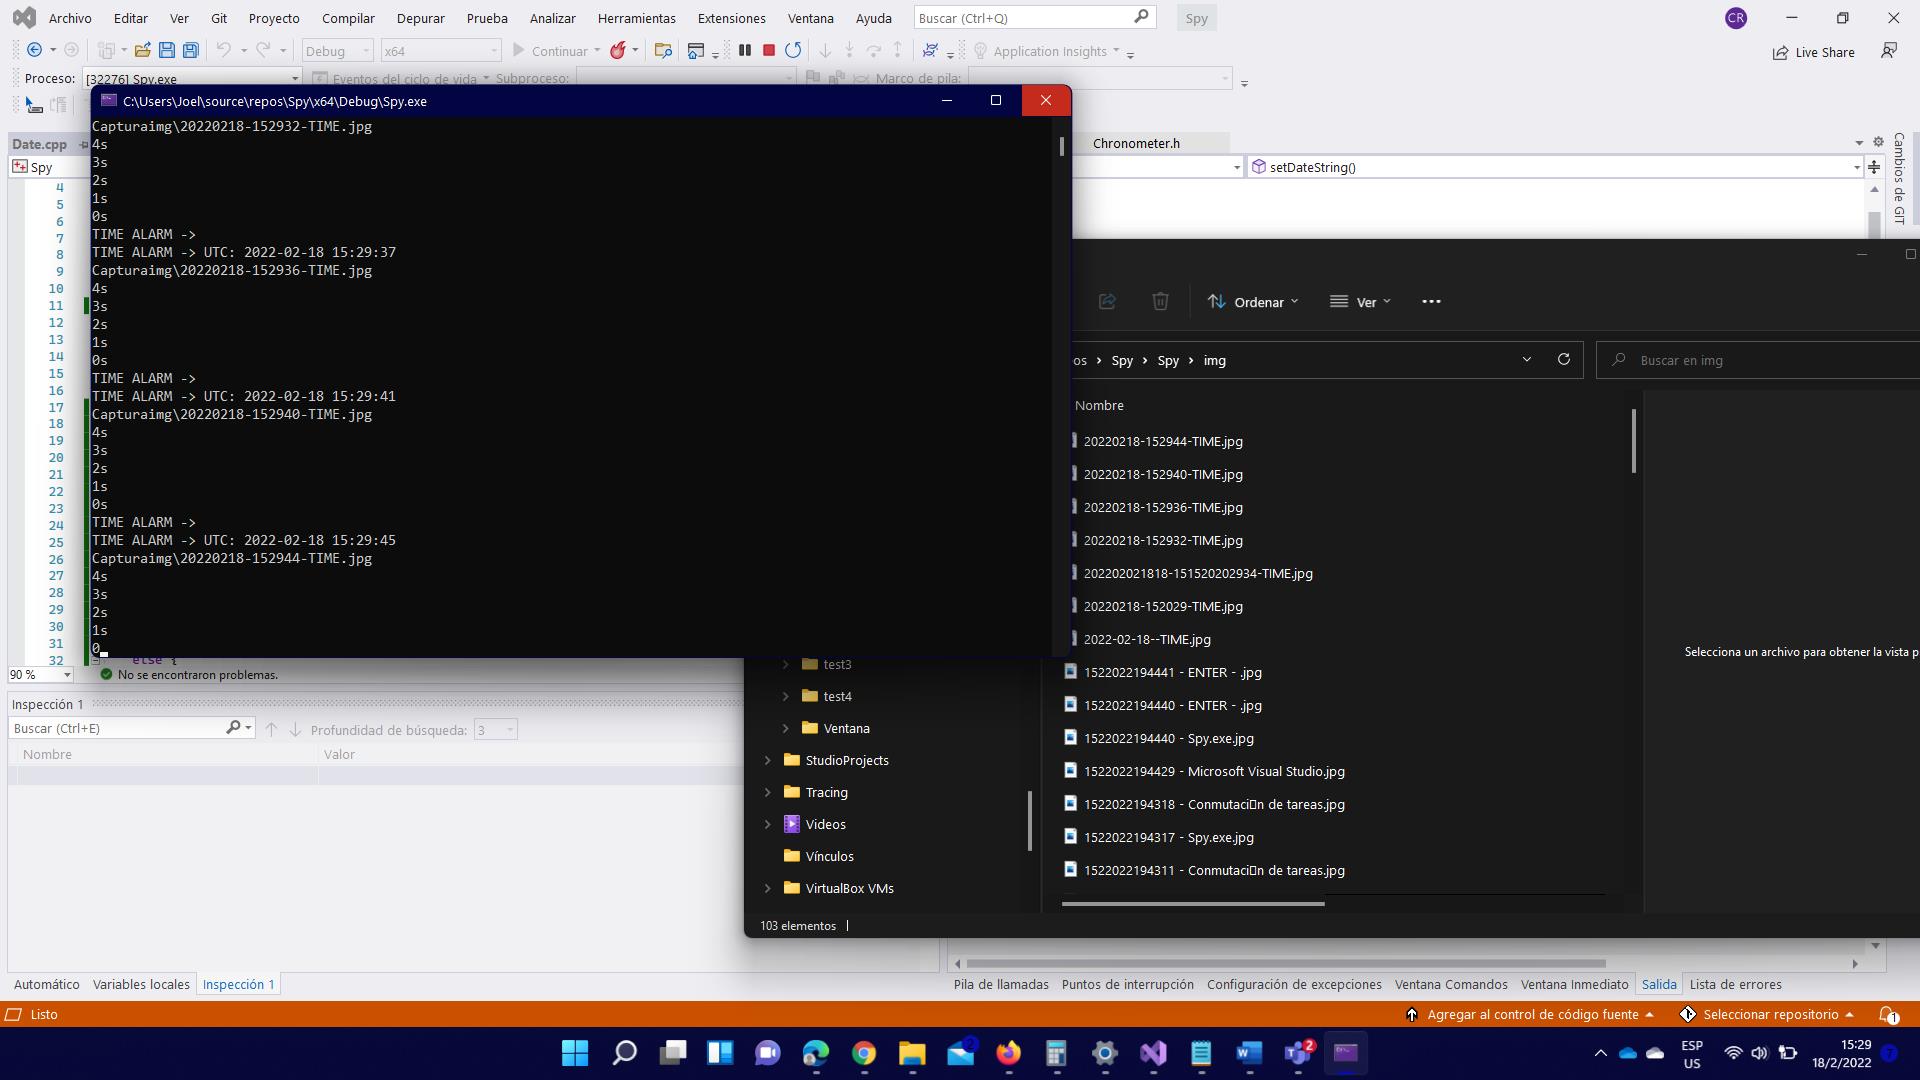 Archivo Editar Ver Git Proyecto Compilar Depurar Prueba Analizar Herramientas Extensiones Ventana Ayuda Buscar (Ctrl+Q) Spy CR
Debug x64 Continuar Application Insights Live Share
Proceso: [32276] Spy.exe Eventos del ciclo de vida Subproceso: Marco de pila:
C:\Users\Joel\source\repos\Spy\x64\Debug\Spy.exe
Capturaimg\20220218-152932-TIME.jpg
4s
3s
2s
1s
0s
TIME ALARM ->
TIME ALARM -> UTC: 2022-02-18 15:29:37
Capturaimg\20220218-152936-TIME.jpg
4s
3s
2s
1s
0s
TIME ALARM ->
TIME ALARM -> UTC: 2022-02-18 15:29:41
Capturaimg\20220218-152940-TIME.jpg
4s
3s
2s
1s
0s
TIME ALARM ->
TIME ALARM -> UTC: 2022-02-18 15:29:45
Capturaimg\20220218-152944-TIME.jpg
4s
3s
2s
1s
0
Date.cpp
Spy
4
5
6
7
8
9
10
11
12
13
14
15
16
17
18
19
20
21
22
23
24
25
26
27
28
29
30
31
32
else {
90 % No se encontraron problemas.
Chronometer.h
setDateString()
Cambios de GIT
Ordenar Ver
os Spy Spy img Buscar en img
Nombre
20220218-152944-TIME.jpg
20220218-152940-TIME.jpg
20220218-152936-TIME.jpg
20220218-152932-TIME.jpg
202202021818-151520202934-TIME.jpg
20220218-152029-TIME.jpg
2022-02-18--TIME.jpg
1522022194441 - ENTER - .jpg
1522022194440 - ENTER - .jpg
1522022194440 - Spy.exe.jpg
1522022194429 - Microsoft Visual Studio.jpg
1522022194318 - Conmutaci▯n de tareas.jpg
1522022194317 - Spy.exe.jpg
1522022194311 - Conmutaci▯n de tareas.jpg
Selecciona un archivo para obtener la vista p
test3
test4
Ventana
StudioProjects
Tracing
Videos
Vínculos
VirtualBox VMs
103 elementos
Inspección 1
Buscar (Ctrl+E) Profundidad de búsqueda: 3
Nombre Valor
Automático Variables locales Inspección 1
Pila de llamadas Puntos de interrupción Configuración de excepciones Ventana Comandos Ventana Inmediato Salida Lista de errores
Listo Agregar al control de código fuente Seleccionar repositorio 1
2 2 ESP US 15:29 18/2/2022